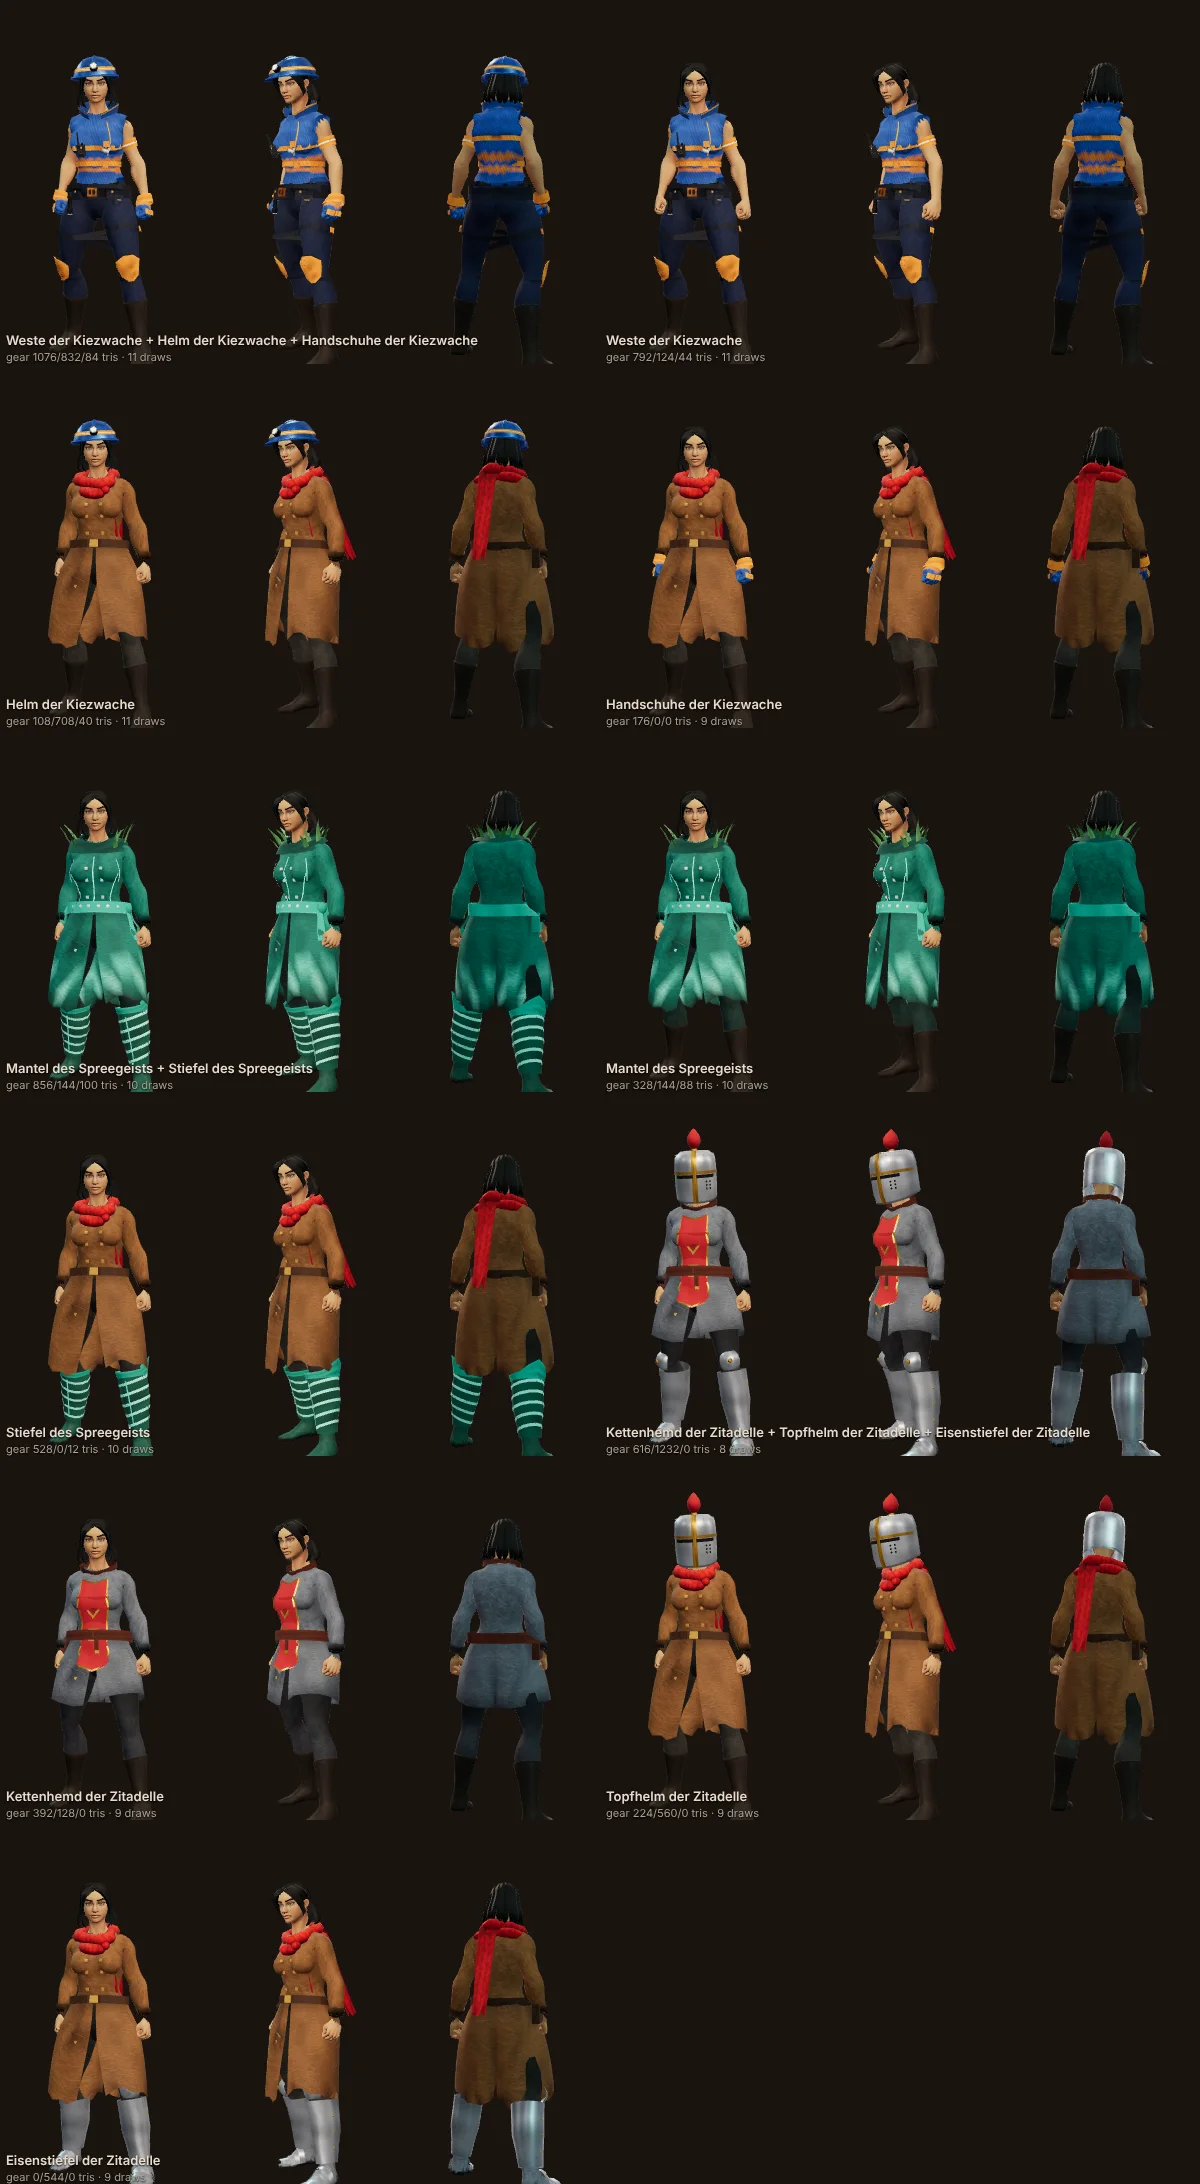 Weste der Kiezwache + Helm der Kiezwache + Handschuhe der Kiezwache
gear 1076/832/84 tris · 11 draws
Weste der Kiezwache
gear 792/124/44 tris · 11 draws
Helm der Kiezwache
gear 108/708/40 tris · 11 draws
Handschuhe der Kiezwache
gear 176/0/0 tris · 9 draws
Mantel des Spreegeists + Stiefel des Spreegeists
gear 856/144/100 tris · 10 draws
Mantel des Spreegeists
gear 328/144/88 tris · 10 draws
Stiefel des Spreegeists
gear 528/0/12 tris · 10 draws
Kettenhemd der Zitadelle + Topfhelm der Zitadelle + Eisenstiefel der Zitadelle
gear 616/1232/0 tris · 8 draws
Kettenhemd der Zitadelle
gear 392/128/0 tris · 9 draws
Topfhelm der Zitadelle
gear 224/560/0 tris · 9 draws
Eisenstiefel der Zitadelle
gear 0/544/0 tris · 9 draws